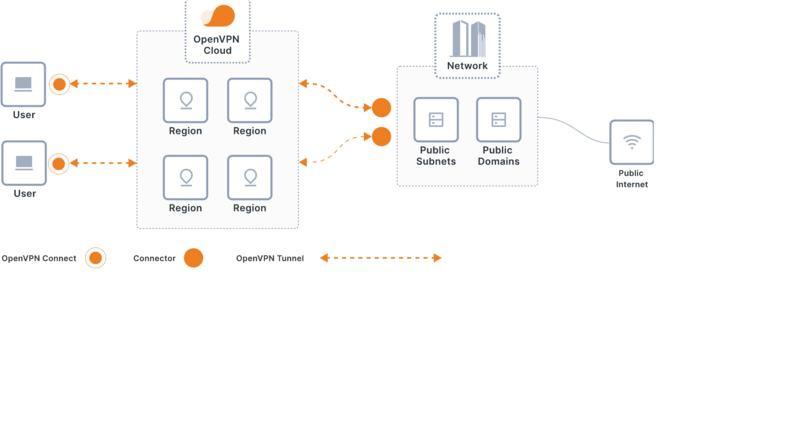 OpenVPN
Cloud
Network
User
Region
Region
Public
Subnets
Public
Domains
Public
Internet
User
Region
Region
OpenVPN Connect
Connector
OpenVPN Tunnel